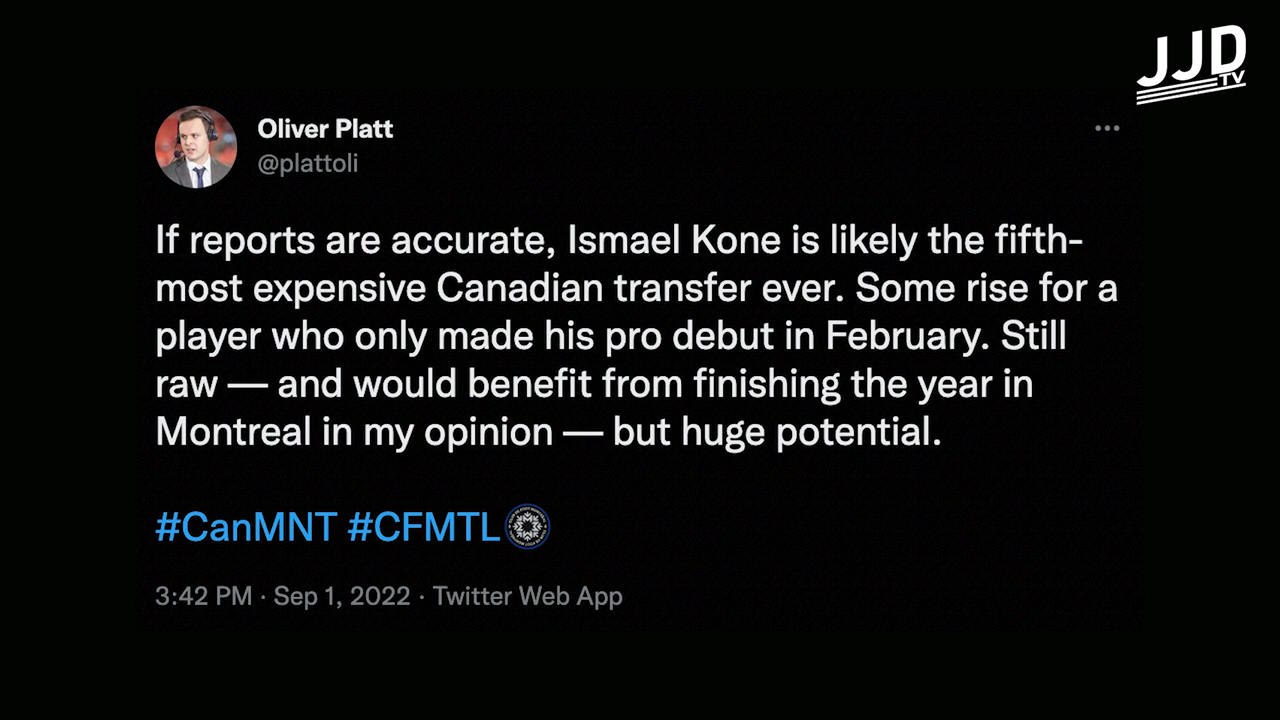 JJD
TV
Oliver Platt
@plattoli
If reports are accurate, Ismael Kone is likely the fifth-
most expensive Canadian transfer ever. Some rise for a
player who only made his pro debut in February. Still
raw — and would benefit from finishing the year in
Montreal in my opinion — but huge potential.
#CanMNT #CFMTL
3:42 PM · Sep 1, 2022 · Twitter Web App